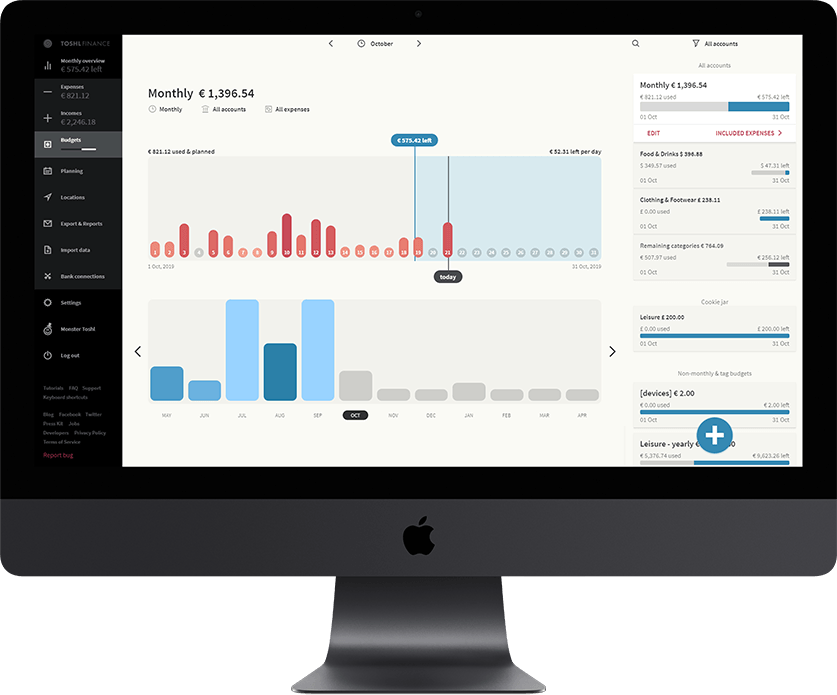 TOSHL FINANCE
Monthly overview
€ 575.42 left
Expenses
€ 821.12
Incomes
€ 2,246.18
Budgets
Planning
Locations
Export & Reports
Import data
Bank connections
Settings
Monster Toshl
Log out
Tutorials FAQ Support
Keyboard shortcuts
Blog Facebook Twitter
Press Kit Jobs
Developers Privacy Policy
Terms of Service
Report bug
October
All accounts
Monthly € 1,396.54
Monthly All accounts All expenses
€ 575.42 left
€ 821.12 used & planned
€ 52.31 left per day
1 2 3 4 5 6 7 8 9 10 11 12 13 14 15 16 17 18 19 20 21 22 23 24 25 26 27 28 29 30 31
1 Oct, 2019
31 Oct, 2019
today
MAY JUN JUL AUG SEP OCT NOV DEC JAN FEB MAR APR
All accounts
Monthly € 1,396.54
€ 821.12 used € 575.42 left
01 Oct 31 Oct
EDIT INCLUDED EXPENSES
Food & Drinks $ 396.88
$ 349.57 used $ 47.31 left
01 Oct 31 Oct
Clothing & Footwear £ 238.11
£ 0.00 used £ 238.11 left
01 Oct 31 Oct
Remaining categories € 764.09
€ 507.97 used € 256.12 left
01 Oct 31 Oct
Cookie jar
Leisure £ 200.00
£ 0.00 used £ 200.00 left
01 Oct 31 Oct
Non-monthly & tag budgets
[devices] € 2.00
€ 0.00 used € 2.00 left
01 Oct 31 Oct
Leisure - yearly €
€ 5,376.74 used € 9,623.26 left